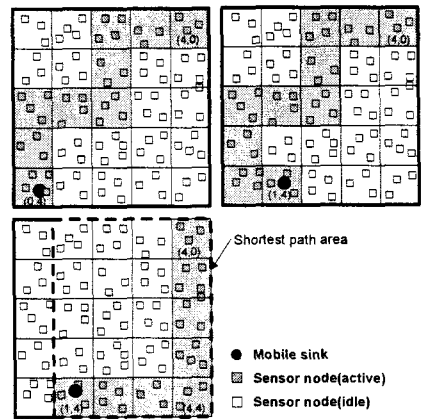 (4,0)
(4,0)
(0,4)
(1,4)
Shortest path area
(4,0)
Mobile sink
Sensor node(active)
(1,4)
(4,4)
Sensor node(idle)